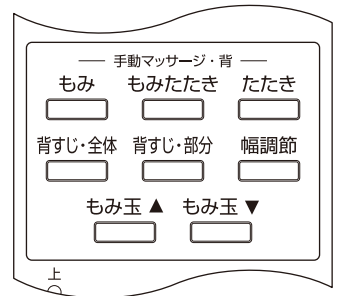 手動マッサージ・背
もみ もみたたき たたき
背すじ・全体 背すじ・部分 幅調節
もみ玉 ▲ もみ玉 ▼
上